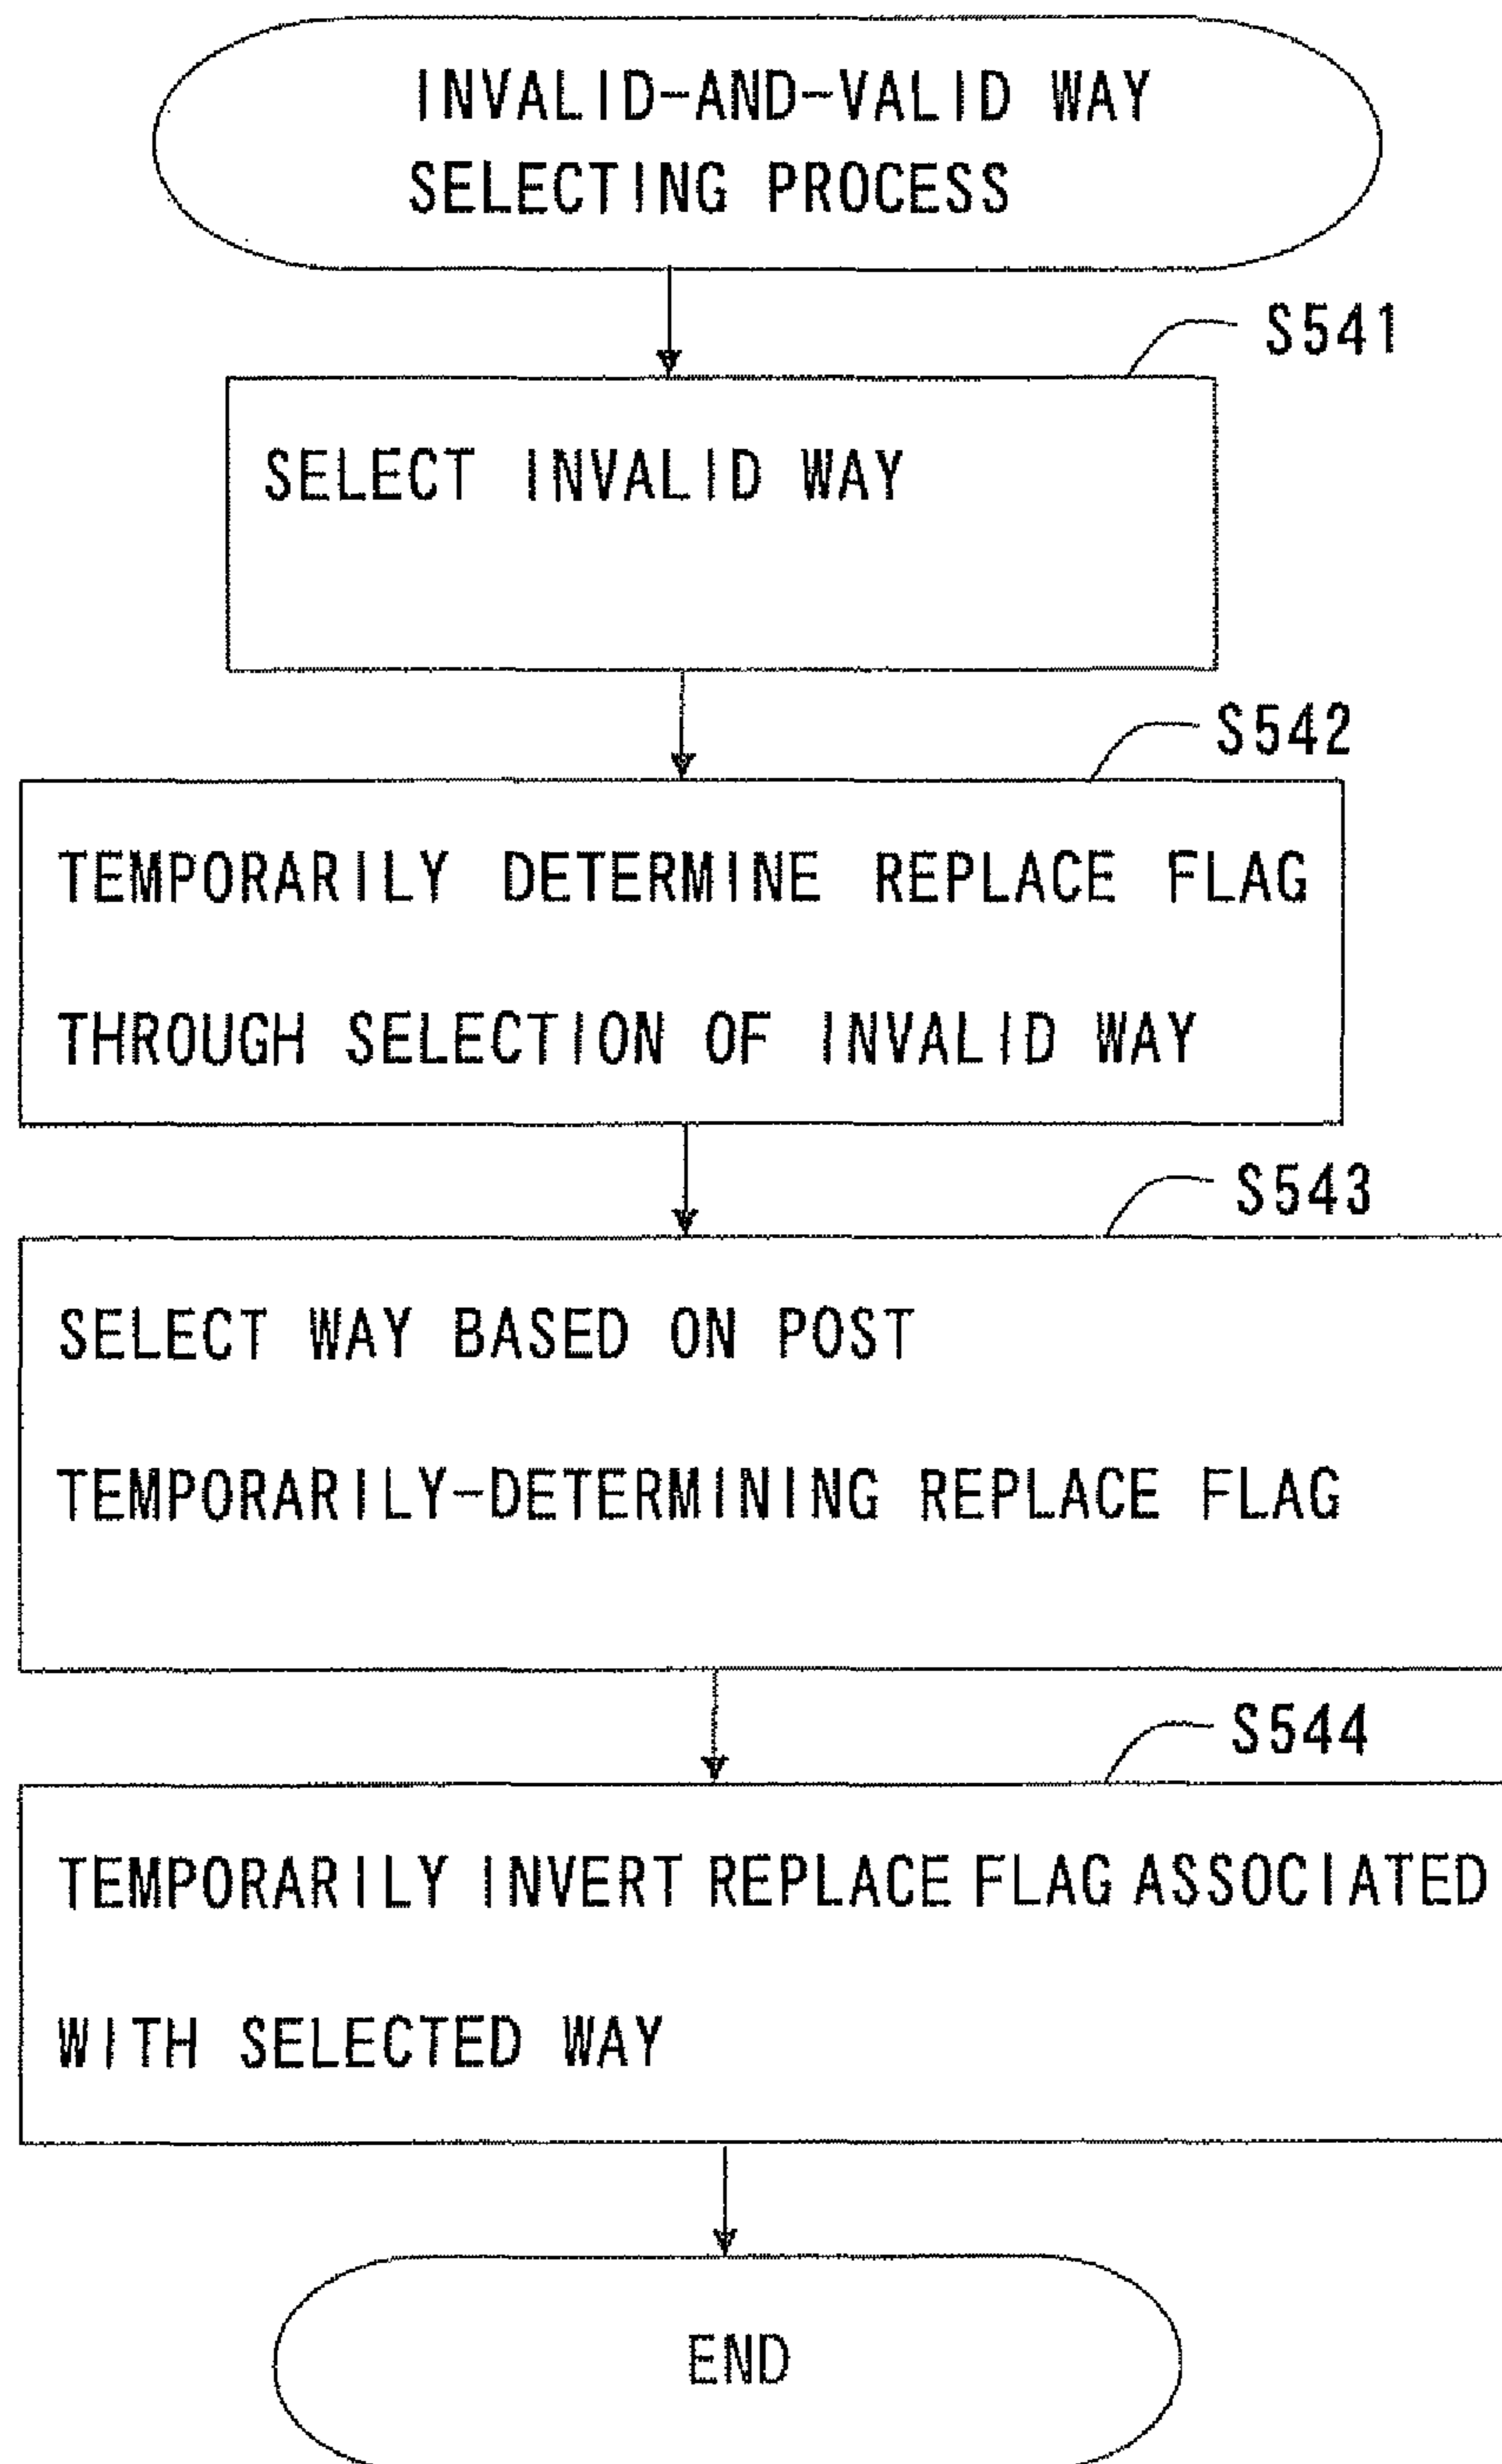 INVALID-AND-VALID WAY
SELECTING PROCESS
S541
SELECT INVALID WAY
S542
TEMPORARILY DETERMINE REPLACE FLAG
THROUGH SELECTION OF INVALID WAY
S543
SELECT WAY BASED ON POST
TEMPORARILY-DETERMINING REPLACE FLAG
S544
TEMPORARILY INVERT REPLACE FLAG ASSOCIATED
WITH SELECTED WAY
END